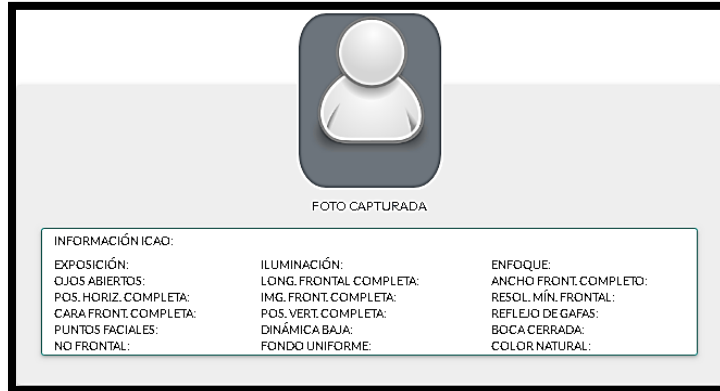 FOTO CAPTURADA
INFORMACIÓN ICAO:
EXPOSICIÓN: ILUMINACIÓN: ENFOQUE:
OJOS ABIERTOS: LONG. FRONTAL COMPLETA: ANCHO FRONT. COMPLETO:
POS. HORIZ. COMPLETA: IMG. FRONT. COMPLETA: RESOL. MÍN. FRONTAL:
CARA FRONT. COMPLETA: POS. VERT. COMPLETA: REFLEJO DE GAFAS:
PUNTOS FACIALES: DINÁMICA BAJA: BOCA CERRADA:
NO FRONTAL: FONDO UNIFORME: COLOR NATURAL: